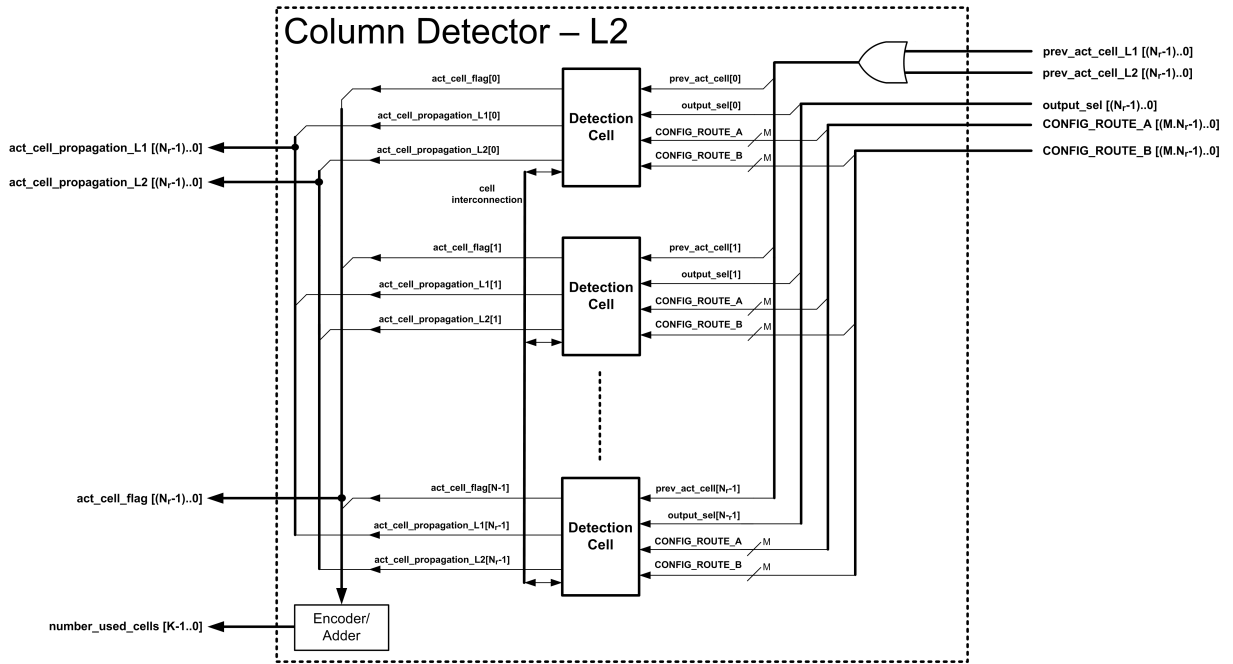 Column Detector – L2
prev_act_cell_L1 [(Nr-1)..0]
prev_act_cell_L2 [(Nr-1)..0]
output_sel [(Nr-1)..0]
CONFIG_ROUTE_A [(M.Nr-1)..0]
CONFIG_ROUTE_B [(M.Nr-1)..0]
act_cell_propagation_L1 [(Nr-1)..0]
act_cell_propagation_L2 [(Nr-1)..0]
act_cell_flag[0]
act_cell_propagation_L1[0]
act_cell_propagation_L2[0]
cell
interconnection
Detection
Cell
prev_act_cell[0]
output_sel[0]
CONFIG_ROUTE_A M
CONFIG_ROUTE_B M
act_cell_flag[1]
act_cell_propagation_L1[1]
act_cell_propagation_L2[1]
Detection
Cell
prev_act_cell[1]
output_sel[1]
CONFIG_ROUTE_A M
CONFIG_ROUTE_B M
act_cell_flag [(Nr-1)..0]
act_cell_flag[N-1]
act_cell_propagation_L1[Nr-1]
act_cell_propagation_L2[Nr-1]
Detection
Cell
prev_act_cell[Nr-1]
output_sel[N-r1]
CONFIG_ROUTE_A M
CONFIG_ROUTE_B M
number_used_cells [K-1..0]
Encoder/
Adder